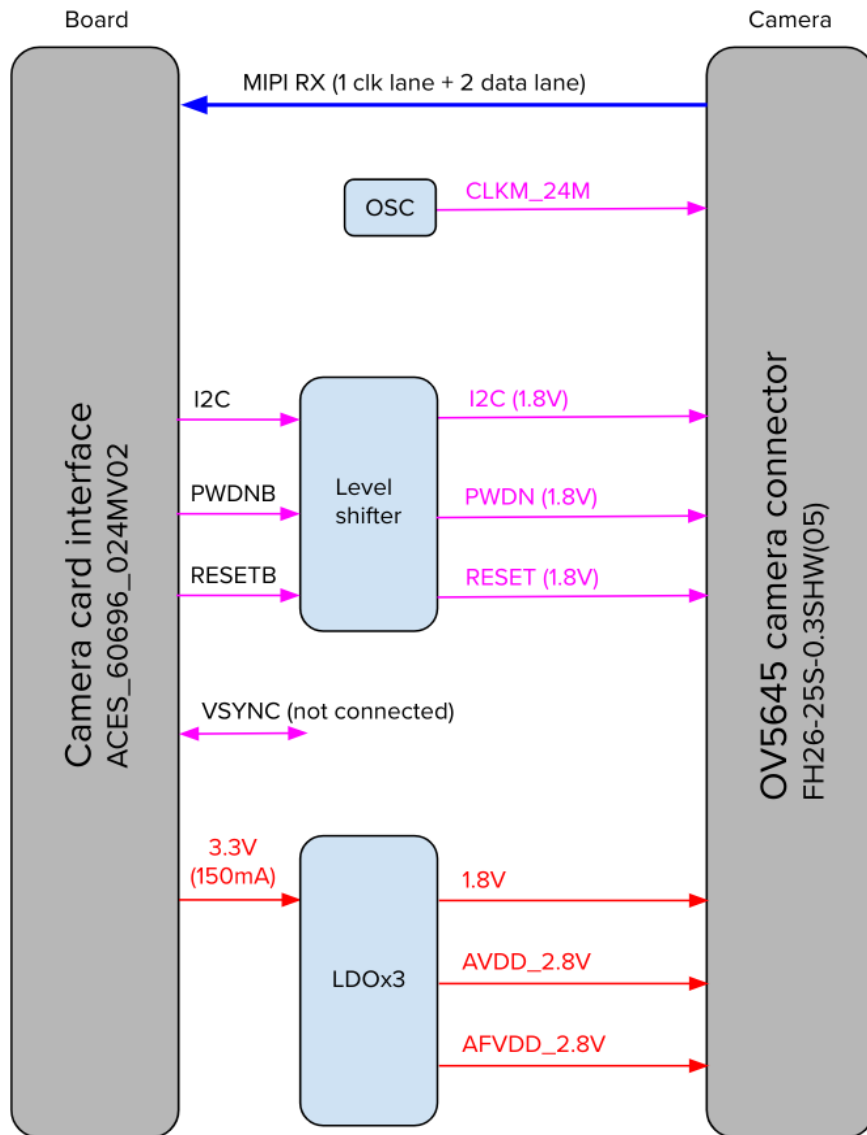 Board
Camera
MIPI RX (1 clk lane + 2 data lane)
OSC
CLKM_24M
I2C
I2C (1.8V)
PWDNB
Level
shifter
PWDN (1.8V)
RESETB
RESET (1.8V)
VSYNC (not connected)
3.3V
(150mA)
1.8V
LDOx3
AVDD_2.8V
AFVDD_2.8V
Camera card interface
ACES_60696_024MV02
OV5645 camera connector
FH26-25S-0.3SHW(05)